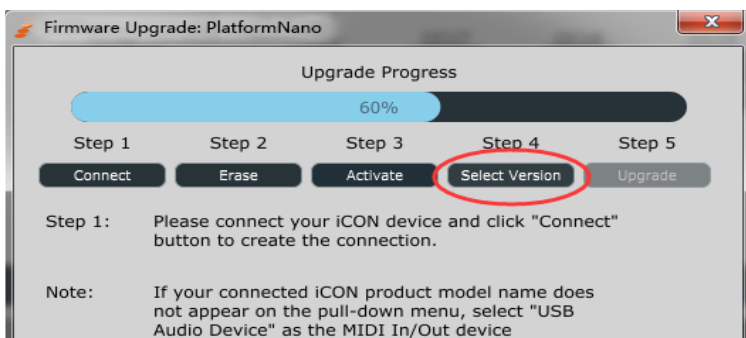 Firmware Upgrade: PlatformNano
Upgrade Progress
60%
Step 1 Step 2 Step 3 Step 4 Step 5
Connect Erase Activate Select Version Upgrade
Step 1: Please connect your iCON device and click "Connect"
button to create the connection.
Note: If your connected iCON product model name does
not appear on the pull-down menu, select "USB
Audio Device" as the MIDI In/Out device